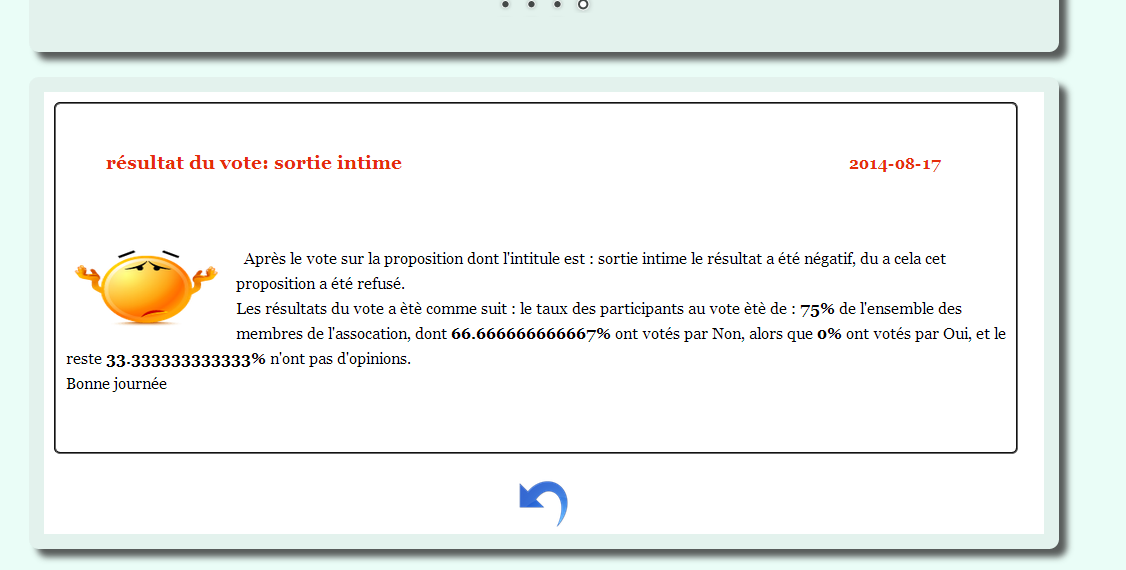 résultat du vote: sortie intime
2014-08-17
Après le vote sur la proposition dont l'intitule est : sortie intime le résultat a été négatif, du a cela cet
proposition a été refusé.
Les résultats du vote a ètè comme suit : le taux des participants au vote ètè de : 75% de l'ensemble des
membres de l'assocation, dont 66.666666666667% ont votés par Non, alors que 0% ont votés par Oui, et le
reste 33.333333333333% n'ont pas d'opinions.
Bonne journée